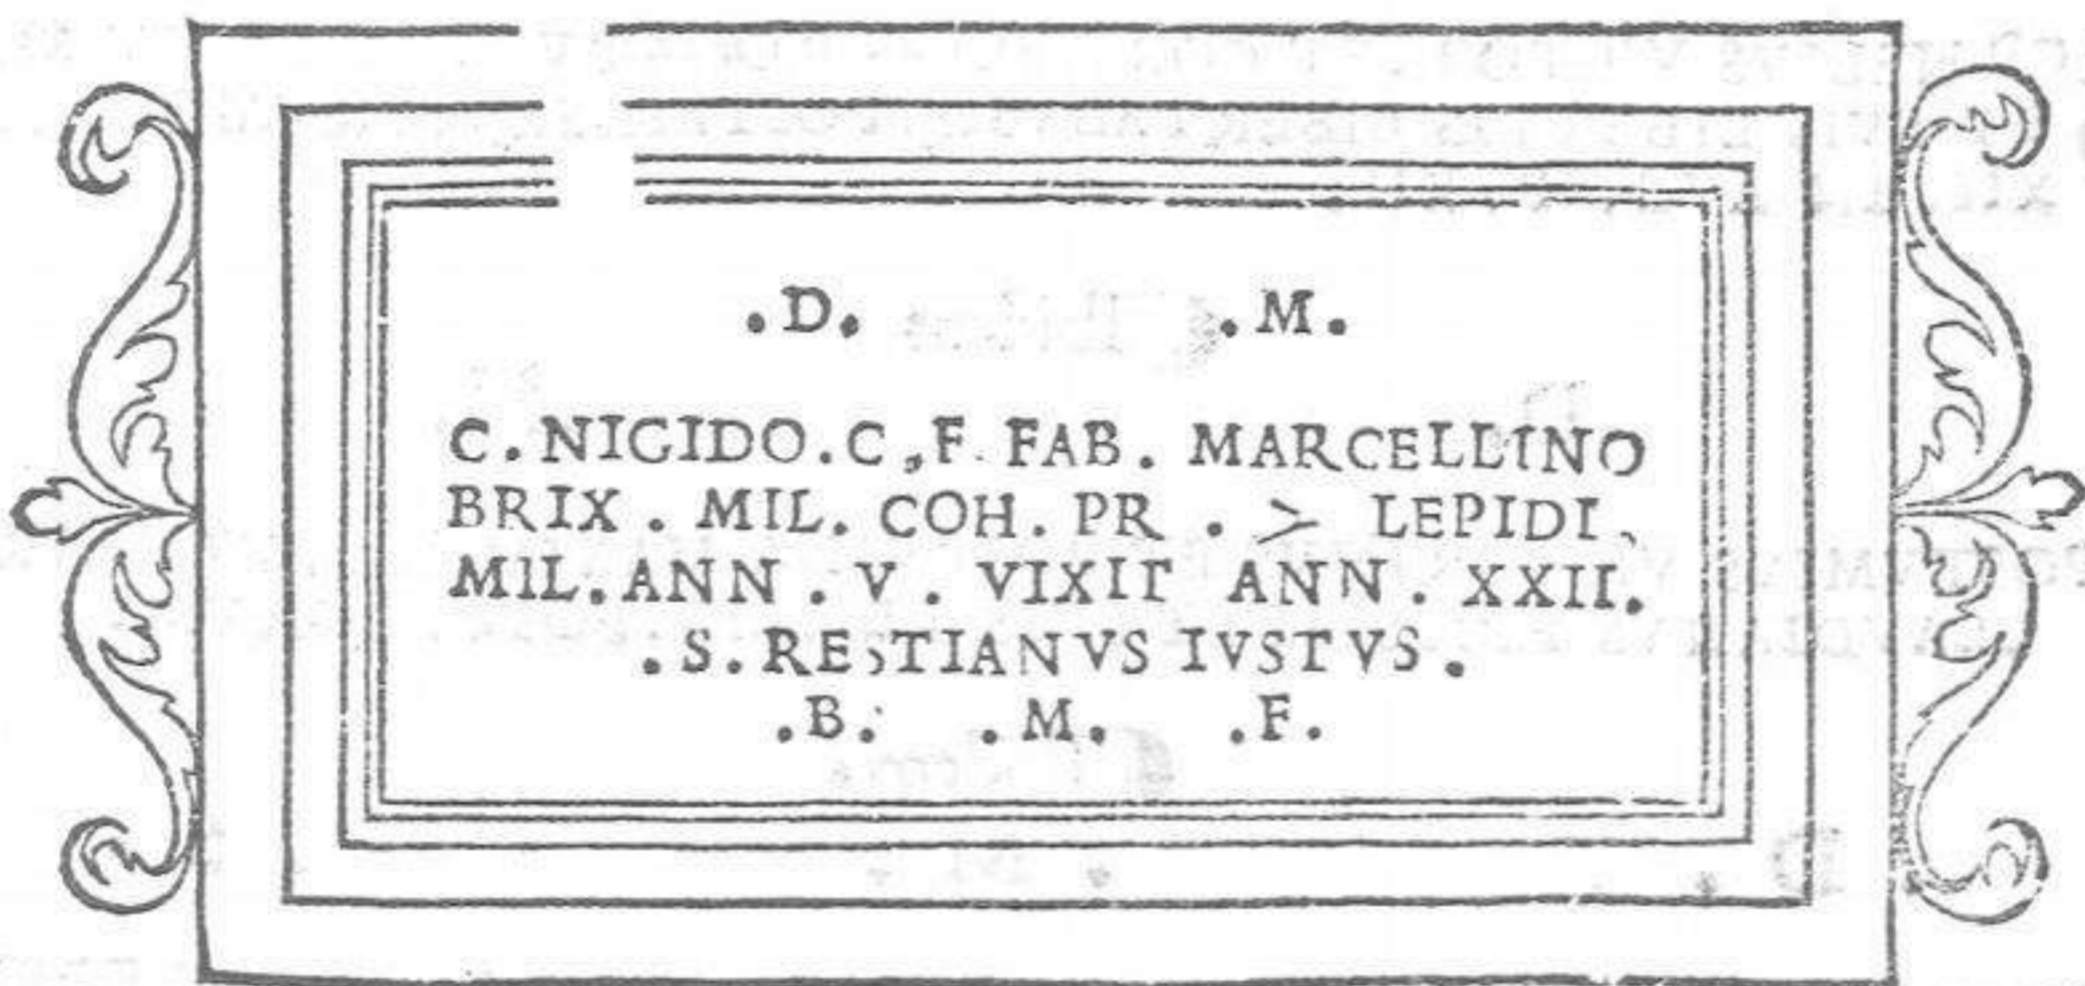 .D. .M.
C.NIGIDO.C,F. FAB. MARCELLINO
BRIX . MIL. COH. PR . > LEPIDI.
MIL.ANN . V . VIXIT ANN . XXII.
.S.RESTIANVS IVSTVS .
.B. .M. .F.